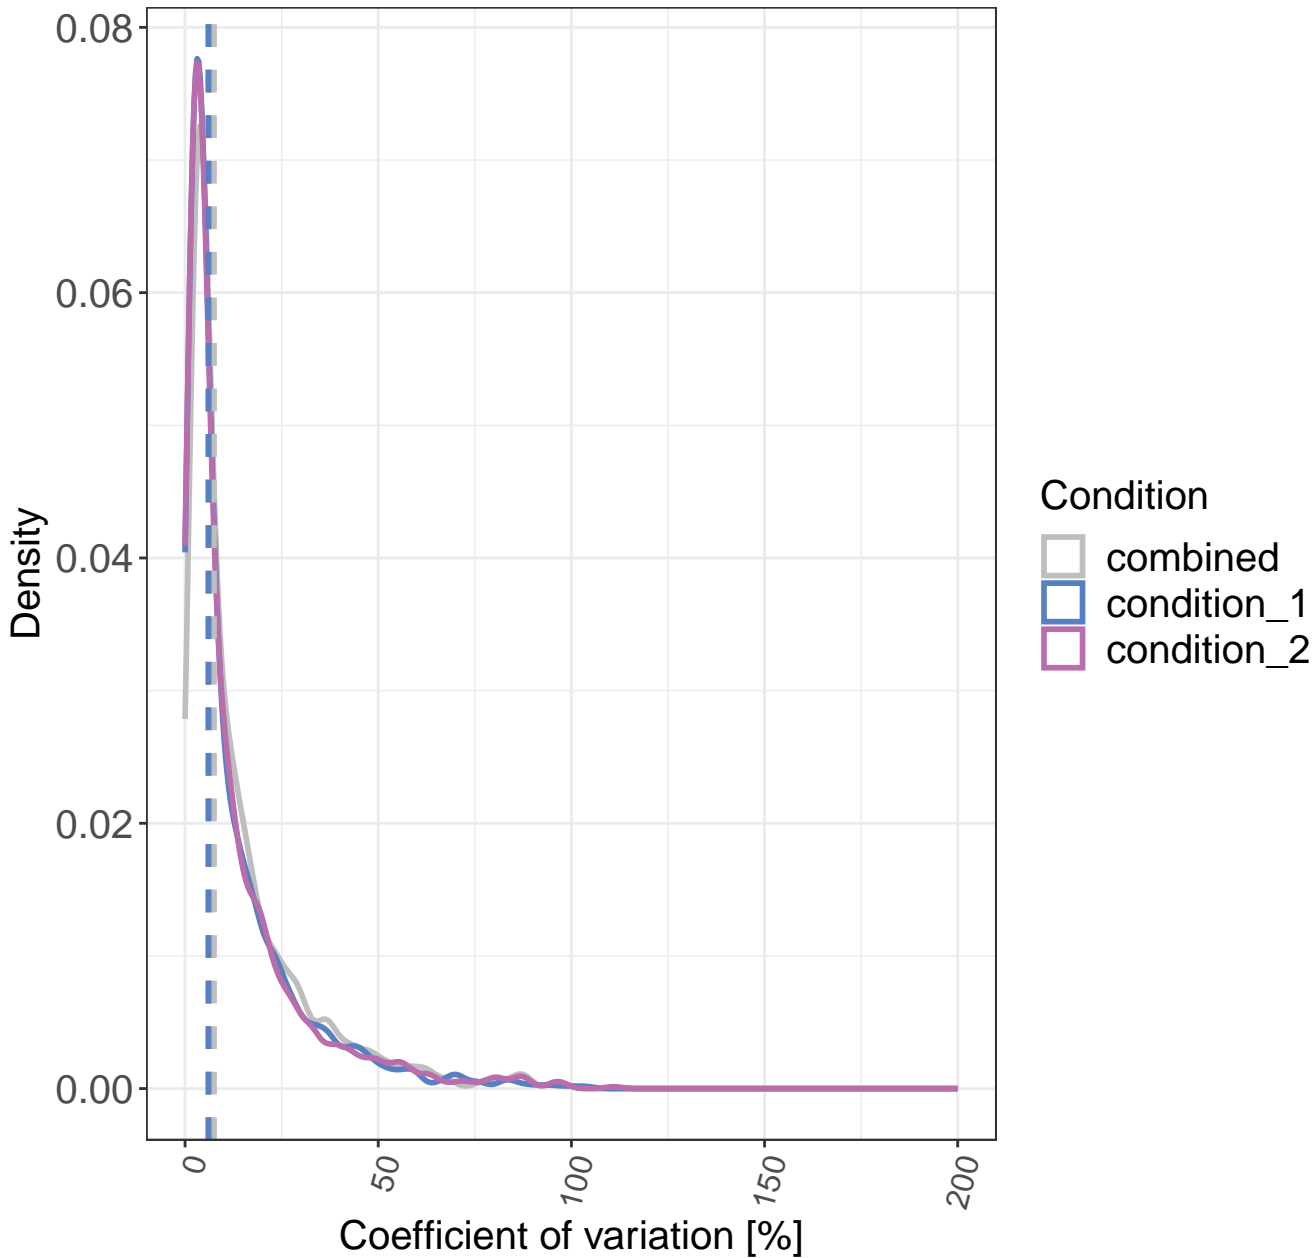 0.08
0.06
0.04
0.02
0.00
Density
0
50
100
150
200
Coefficient of variation [%]
Condition
combined
condition_1
condition_2